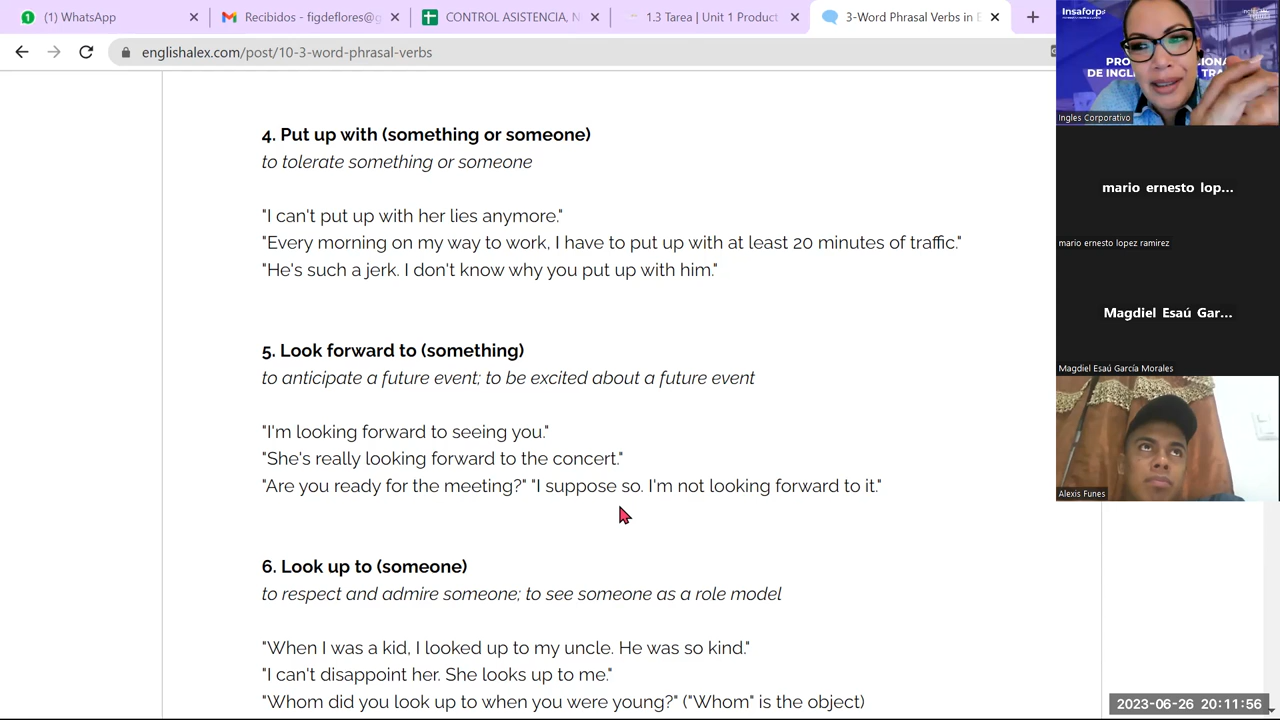 (1) WhatsApp
Recibidos - figdeflores@
CONTROL ASISTE
1.3 Tarea | Unit 1 Product
3-Word Phrasal Verbs in E
englishalex.com/post/10-3-word-phrasal-verbs
4. Put up with (something or someone)
to tolerate something or someone
"I can't put up with her lies anymore."
"Every morning on my way to work, I have to put up with at least 20 minutes of traffic."
"He's such a jerk. I don't know why you put up with him."
5. Look forward to (something)
to anticipate a future event; to be excited about a future event
"I'm looking forward to seeing you."
"She's really looking forward to the concert."
"Are you ready for the meeting?" "I suppose so. I'm not looking forward to it."
6. Look up to (someone)
to respect and admire someone; to see someone as a role model
"When I was a kid, I looked up to my uncle. He was so kind."
"I can't disappoint her. She looks up to me."
"Whom did you look up to when you were young?" ("Whom" is the object)
Insaforp
Ingles Corporativo
mario ernesto lop...
mario ernesto lopez ramirez
Magdiel Esaú Gar...
Magdiel Esaú García Morales
Alexis Funes
2023-06-26 20:11:56